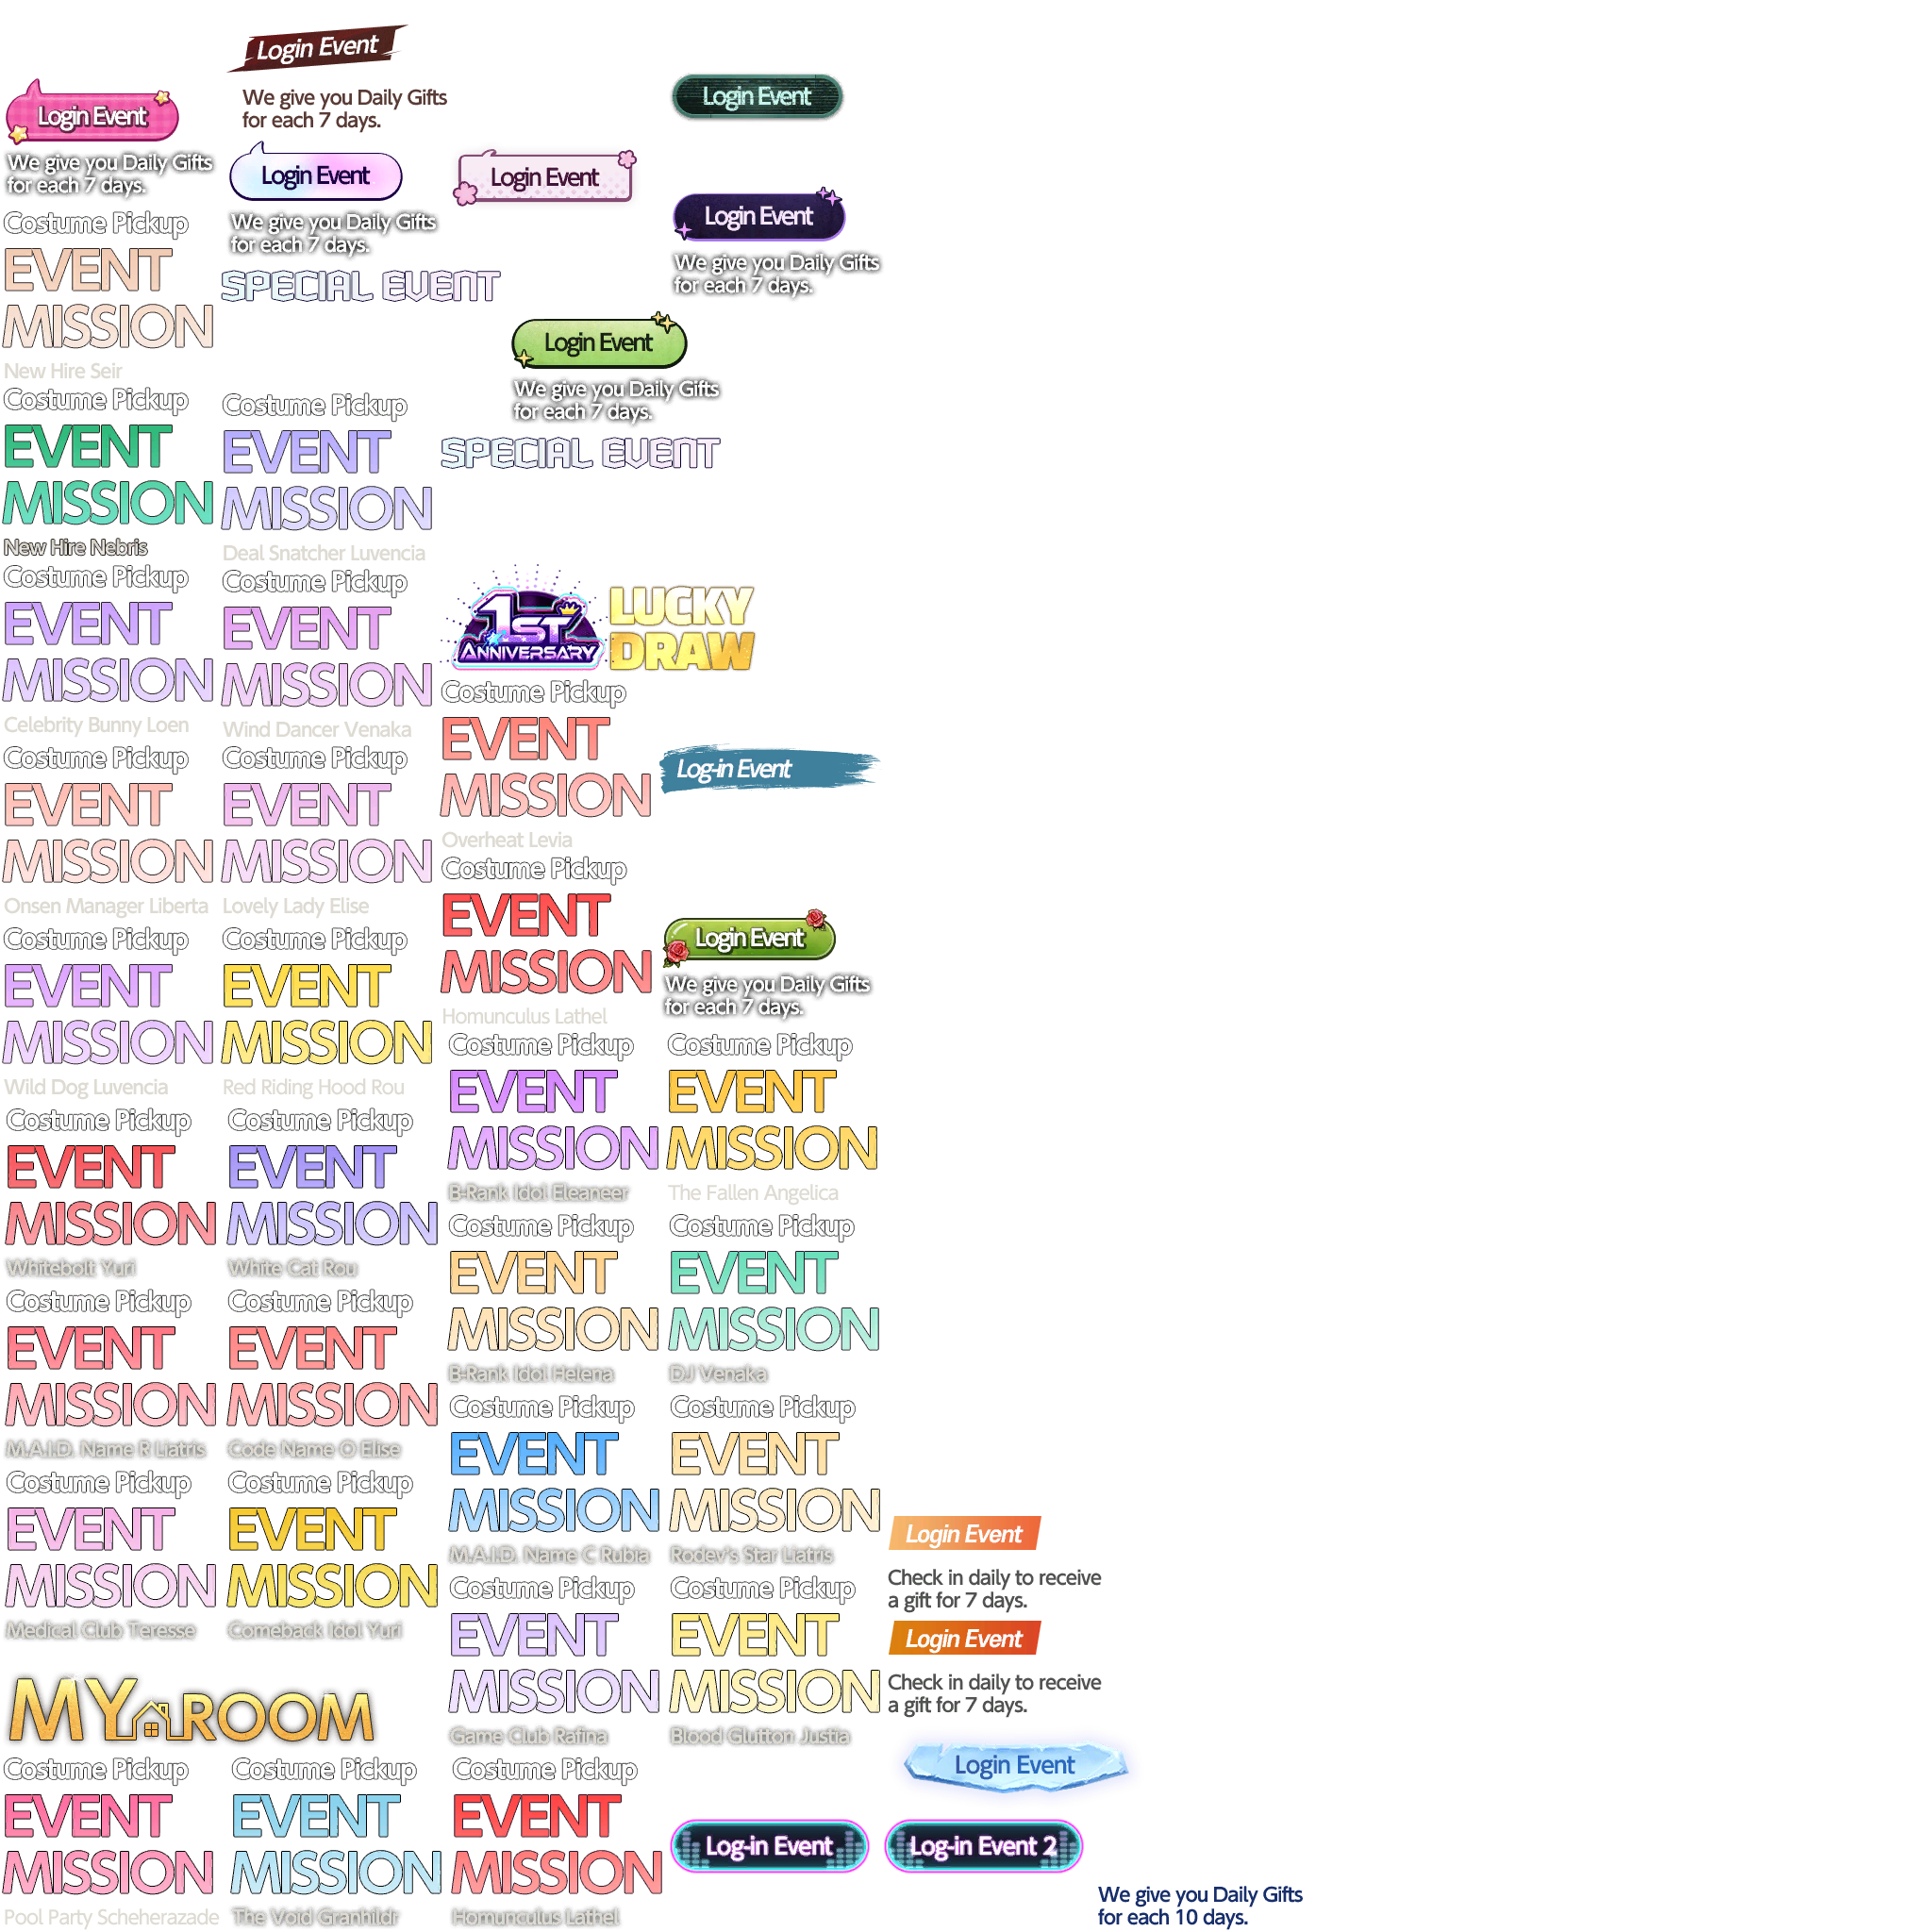 Login Event
We give you Daily Gifts
for each 7 days.
Login Event
We give you Daily Gifts
for each 7 days.
Login Event
We give you Daily Gifts
for each 7 days.
Login Event
Login Event
Login Event
We give you Daily Gifts
for each 7 days.
SPECIAL EVENT
Login Event
We give you Daily Gifts
for each 7 days.
SPECIAL EVENT
Costume Pickup
EVENT
MISSION
New Hire Seir
Costume Pickup
EVENT
MISSION
New Hire Nebris
Costume Pickup
EVENT
MISSION
Deal Snatcher Luvencia
Costume Pickup
EVENT
MISSION
Celebrity Bunny Loen
Costume Pickup
EVENT
MISSION
Wind Dancer Venaka
1ST
ANNIVERSARY
LUCKY
DRAW
Costume Pickup
EVENT
MISSION
Overheat Levia
Log-in Event
Costume Pickup
EVENT
MISSION
Onsen Manager Liberta
Costume Pickup
EVENT
MISSION
Lovely Lady Elise
Costume Pickup
EVENT
MISSION
Homunculus Lathel
Login Event
We give you Daily Gifts
for each 7 days.
Costume Pickup
EVENT
MISSION
Wild Dog Luvencia
Costume Pickup
EVENT
MISSION
Red Riding Hood Rou
Costume Pickup
EVENT
MISSION
B-Rank Idol Eleaneer
Costume Pickup
EVENT
MISSION
The Fallen Angelica
Costume Pickup
EVENT
MISSION
Whitebolt Yuri
Costume Pickup
EVENT
MISSION
White Cat Rou
Costume Pickup
EVENT
MISSION
B-Rank Idol Helena
Costume Pickup
EVENT
MISSION
DJ Venaka
Costume Pickup
EVENT
MISSION
M.A.I.D. Name R Liatris
Costume Pickup
EVENT
MISSION
Code Name O Elise
Costume Pickup
EVENT
MISSION
M.A.I.D. Name C Rubia
Costume Pickup
EVENT
MISSION
Rodev's Star Liatris
Costume Pickup
EVENT
MISSION
Medical Club Teresse
Costume Pickup
EVENT
MISSION
Comeback Idol Yuri
Costume Pickup
EVENT
MISSION
Game Club Rafina
Costume Pickup
EVENT
MISSION
Blood Glutton Justia
Login Event
Check in daily to receive
a gift for 7 days.
Login Event
Check in daily to receive
a gift for 7 days.
MY ROOM
Login Event
Costume Pickup
EVENT
MISSION
Pool Party Scheherazade
Costume Pickup
EVENT
MISSION
The Void Granhildr
Costume Pickup
EVENT
MISSION
Homunculus Lathel
Log-in Event
Log-in Event 2
We give you Daily Gifts
for each 10 days.